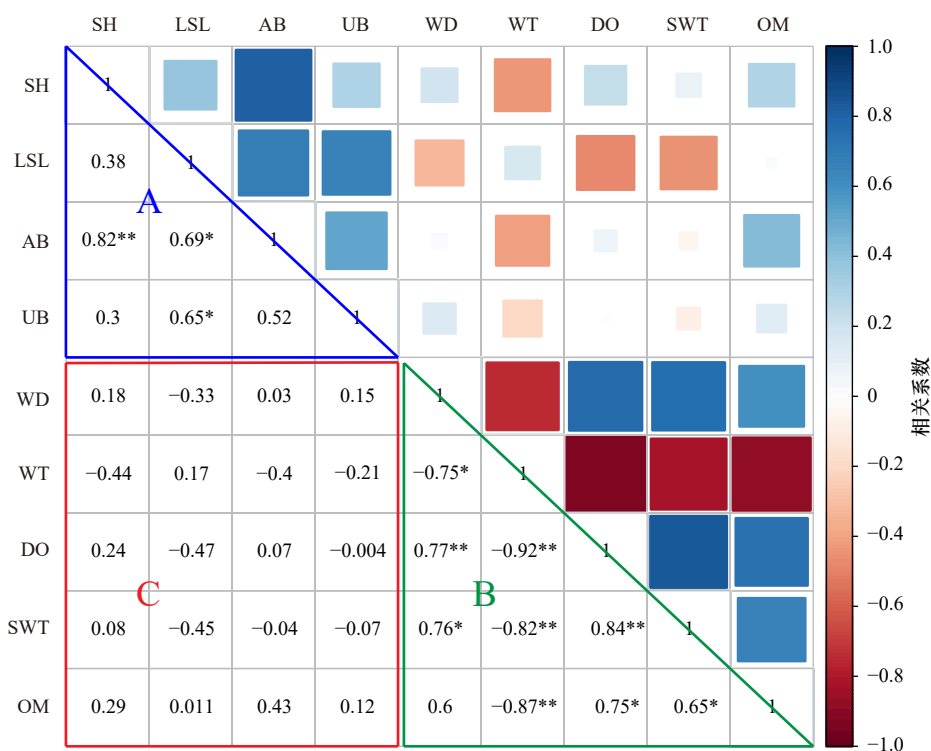 SH LSL AB UB WD WT DO SWT OM
SH 1
LSL 0.38 1
A
AB 0.82** 0.69* 1
UB 0.3 0.65* 0.52 1
WD 0.18 −0.33 0.03 0.15 1
WT −0.44 0.17 −0.4 −0.21 −0.75* 1
DO 0.24 −0.47 0.07 −0.004 0.77** −0.92** 1
C B
SWT 0.08 −0.45 −0.04 −0.07 0.76* −0.82** 0.84** 1
OM 0.29 0.011 0.43 0.12 0.6 −0.87** 0.75* 0.65* 1
1.0
0.8
0.6
0.4
0.2
0
−0.2
−0.4
−0.6
−0.8
−1.0
相关系数